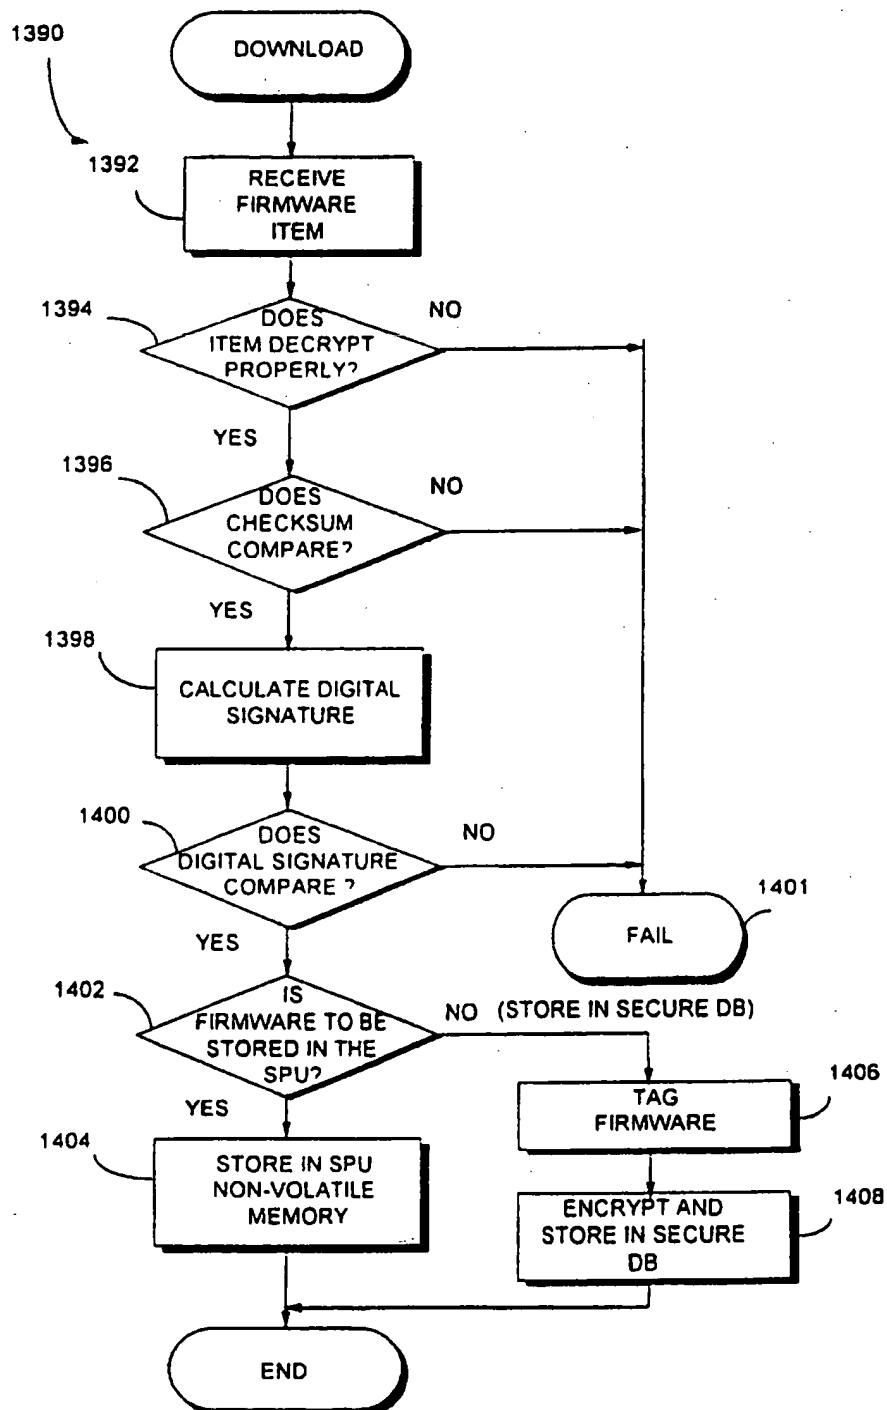 1390
DOWNLOAD
1392
RECEIVE
FIRMWARE
ITEM
1394
DOES
ITEM DECRYPT
PROPERLY?
NO
YES
1396
DOES
CHECKSUM
COMPARE?
NO
YES
1398
CALCULATE DIGITAL
SIGNATURE
1400
DOES
DIGITAL SIGNATURE
COMPARE ?
NO
1401
FAIL
YES
1402
IS
FIRMWARE TO BE
STORED IN THE
SPU?
NO (STORE IN SECURE DB)
1406
TAG
FIRMWARE
YES
1404
STORE IN SPU
NON-VOLATILE
MEMORY
1408
ENCRYPT AND
STORE IN SECURE
DB
END